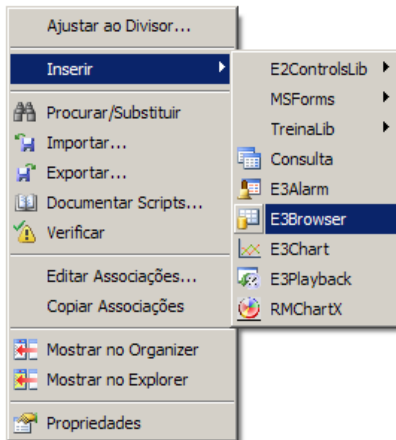 Ajustar ao Divisor...
Inserir
Procurar/Substituir
Importar...
Exportar...
Documentar Scripts...
Verificar
Editar Associações...
Copiar Associações
Mostrar no Organizer
Mostrar no Explorer
Propriedades
E2ControlsLib
MSForms
TreinaLib
Consulta
E3Alarm
E3Browser
E3Chart
E3Playback
RMChartX